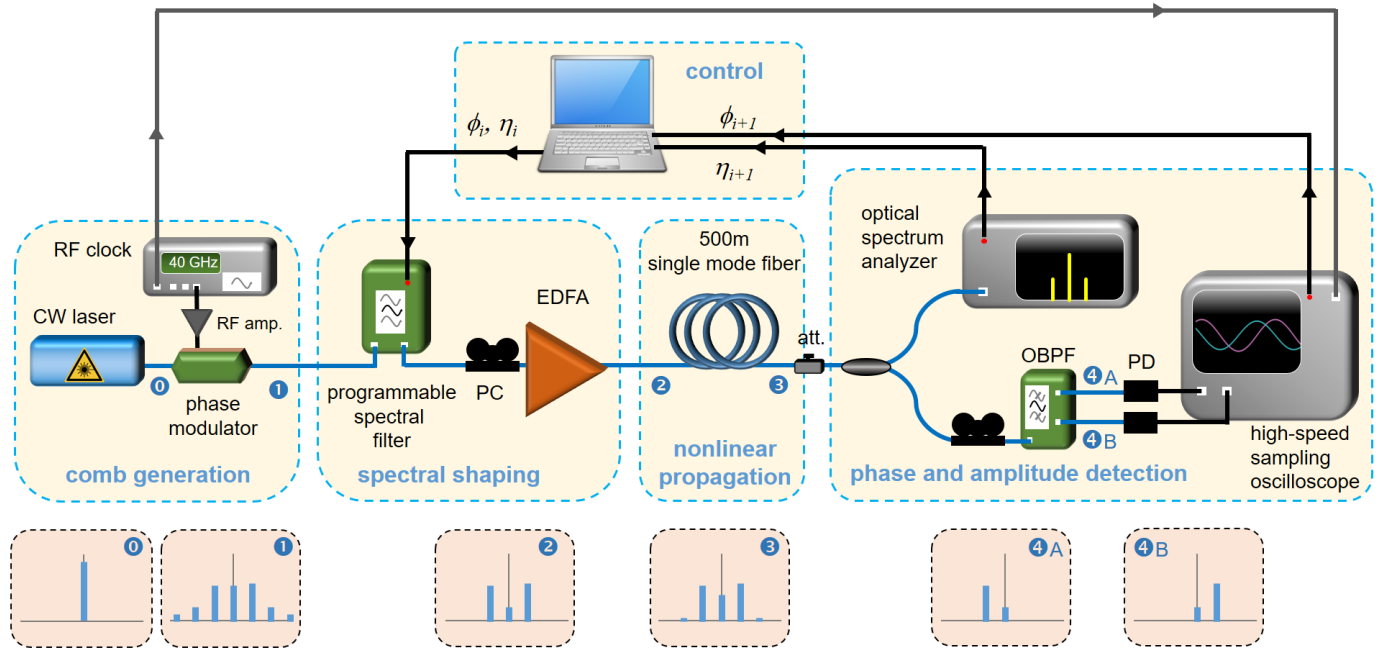 control
ϕi, ηi
ϕi+1
ηi+1
RF clock
40 GHz
RF amp.
CW laser
0
1
phase
modulator
comb generation
programmable
spectral
filter
PC
EDFA
spectral shaping
500m
single mode fiber
2
3
nonlinear
propagation
att.
optical
spectrum
analyzer
OBPF
4A
4B
PD
high-speed
sampling
oscilloscope
phase and amplitude detection
0
1
2
3
4A
4B